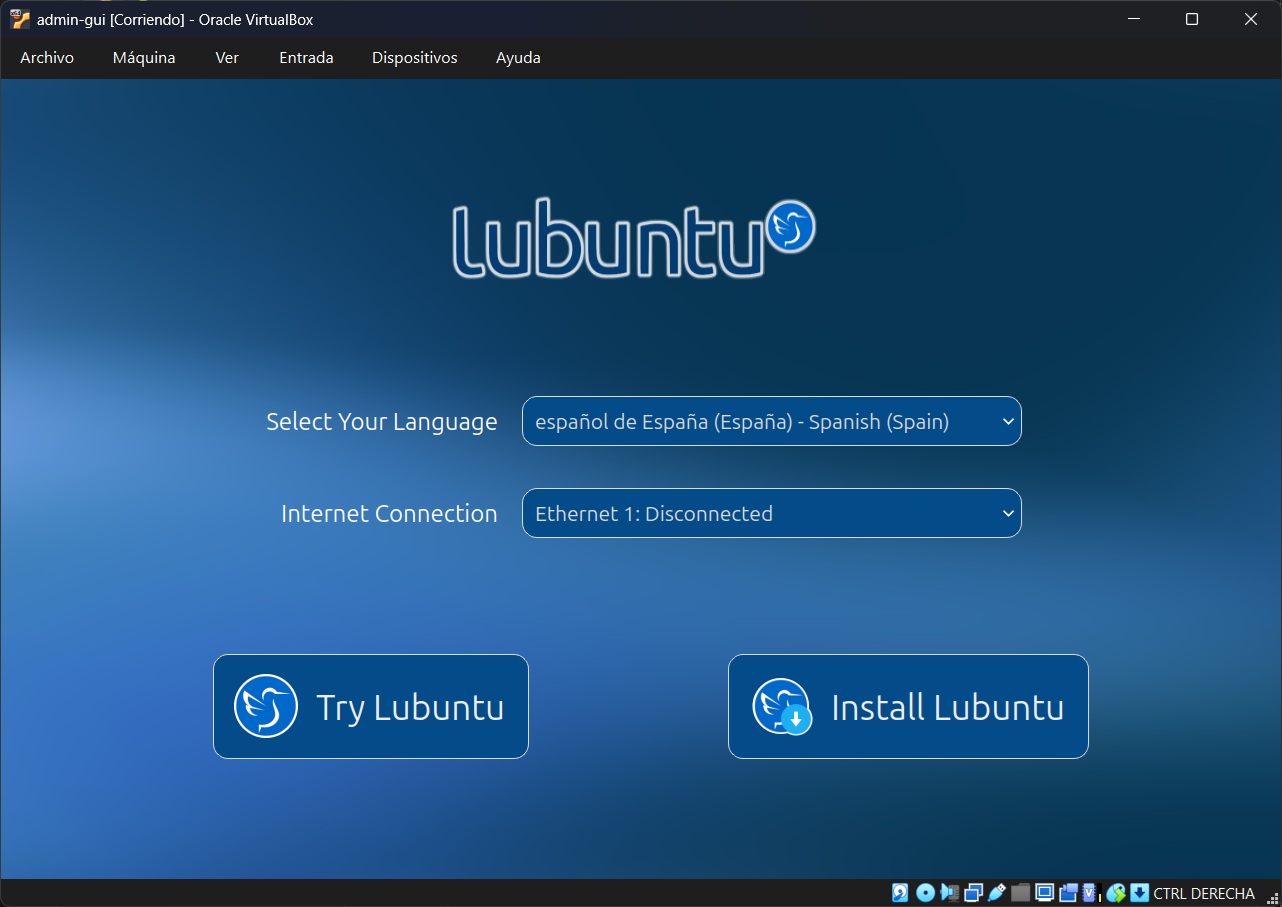 admin-gui [Corriendo] - Oracle VirtualBox
Archivo Máquina Ver Entrada Dispositivos Ayuda
lubuntu
Select Your Language español de España (España) - Spanish (Spain)
Internet Connection Ethernet 1: Disconnected
Try Lubuntu Install Lubuntu
CTRL DERECHA